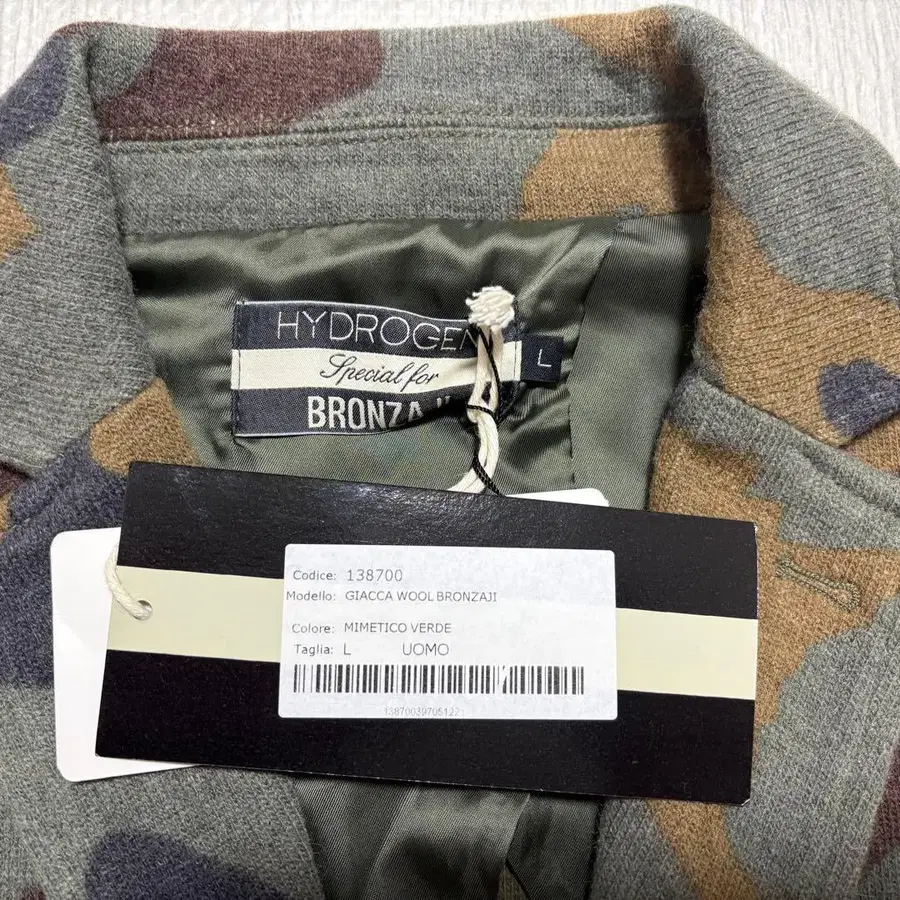 HYDROGEN
L
Special for
BRONZA
Codice: 138700
Modello: GIACCA WOOL BRONZAJI
Colore: MIMETICO VERDE
Taglia: L UOMO